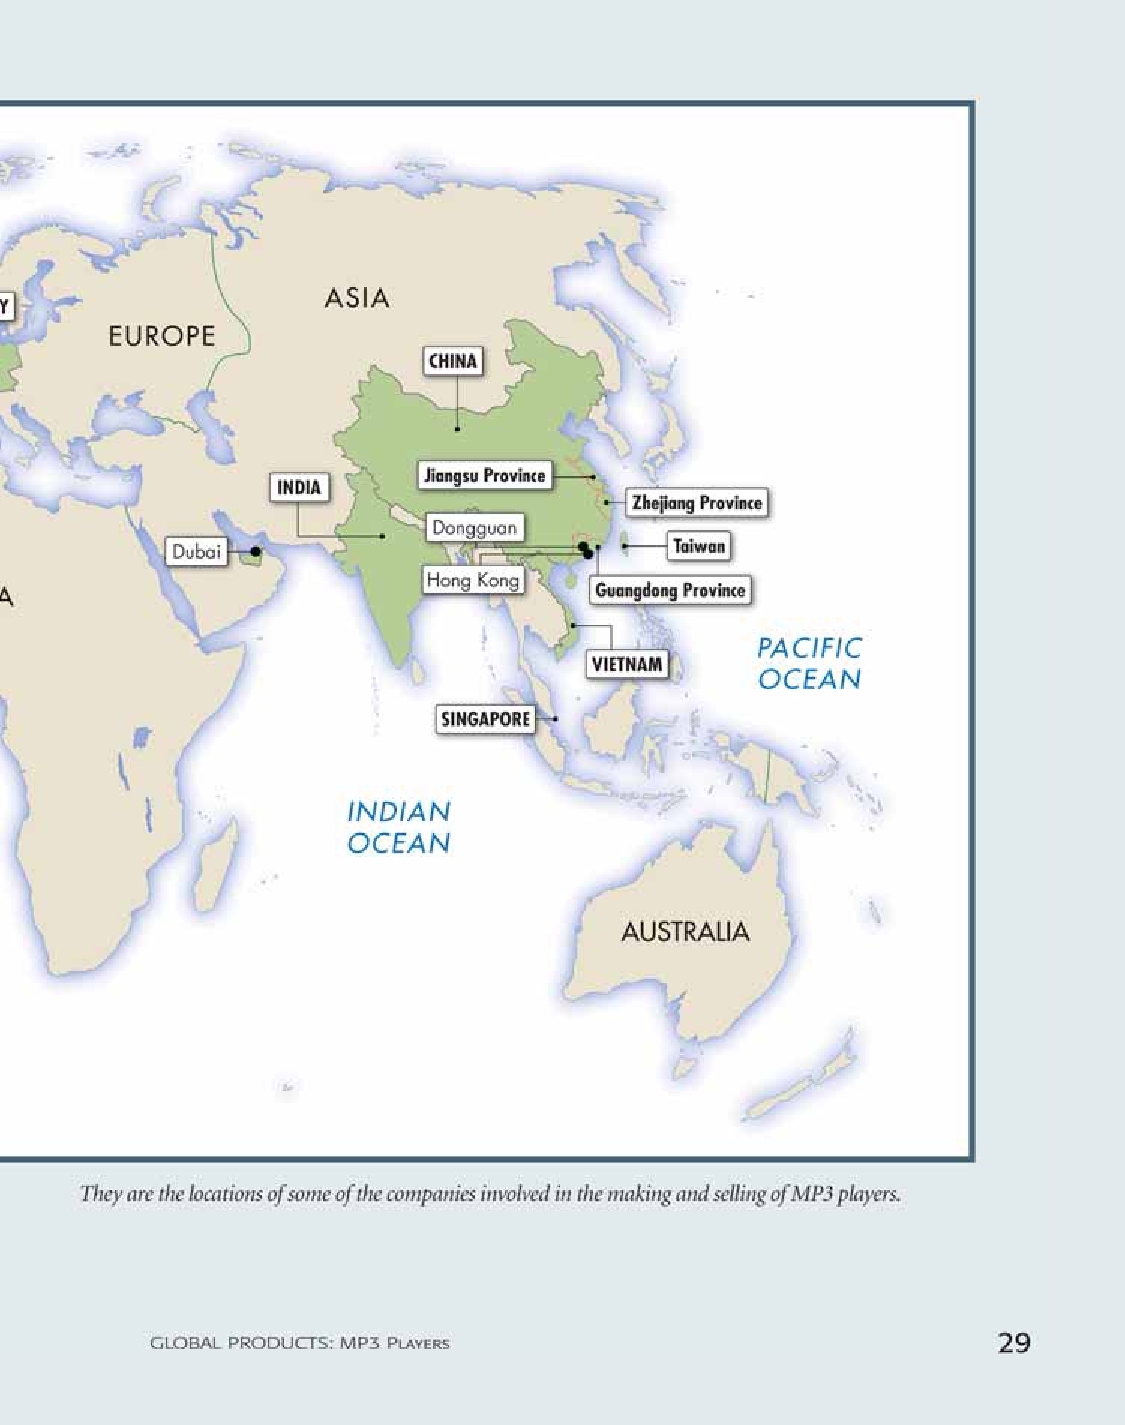 ASIA
EUROPE
Y
CHINA
Jiangsu Province
INDIA
Zhejiang Province
Dongguan
Taiwan
Dubai
Hong Kong
Guangdong Province
A
PACIFIC
OCEAN
VIETNAM
SINGAPORE
INDIAN
OCEAN
AUSTRALIA
They are the locations of some of the companies involved in the making and selling of MP3 players.
GLOBAL PRODUCTS: MP3 PLAYERS
29